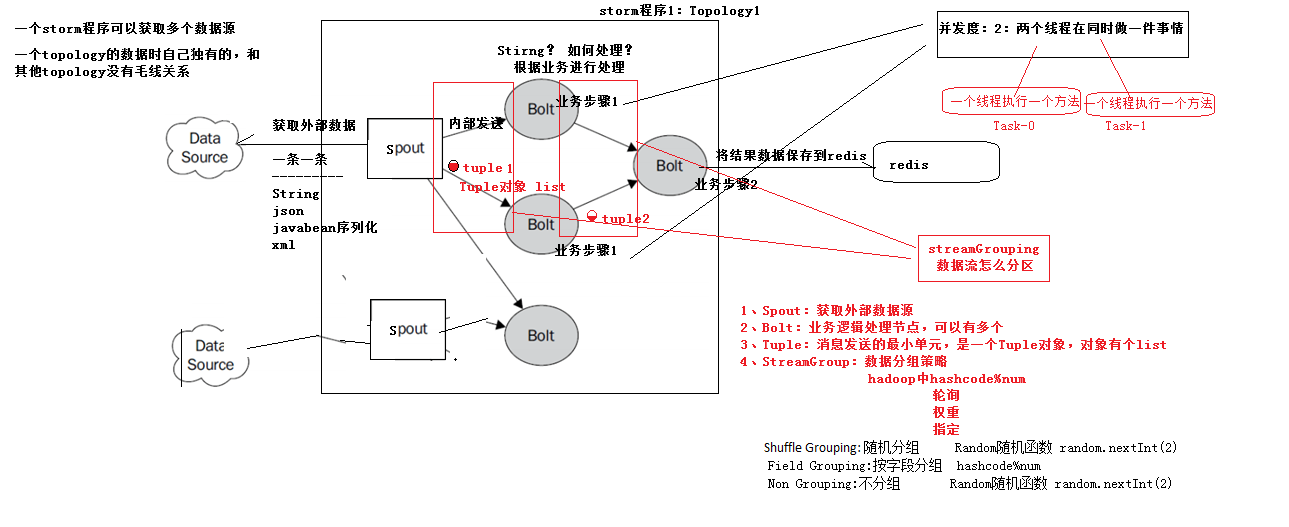 storm程序1：Topology1
一个storm程序可以获取多个数据源
一个topology的数据时自己独有的，和
其他topology没有毛线关系
并发度：2：两个线程在同时做一件事情
一个线程执行一个方法
一个线程执行一个方法
Task-0
Task-1
Stirng？ 如何处理？
根据业务进行处理
Data
Source
获取外部数据
一条一条
----------
String
json
javabean序列化
xml
spout
内部发送
Bolt
业务步骤1
tuple1
Tuple对象 list
Bolt
业务步骤1
tuple2
Bolt
业务步骤2
将结果数据保存到redis
redis
streamGrouping
数据流怎么分区
Data
Source
spout
Bolt
1、Spout：获取外部数据源
2、Bolt：业务逻辑处理节点，可以有多个
3、Tuple：消息发送的最小单元，是一个Tuple对象，对象有个list
4、StreamGroup：数据分组策略
hadoop中hashcode%num
轮询
权重
指定
Shuffle Grouping:随机分组 Random随机函数 random.nextInt(2)
Field Grouping:按字段分组 hashcode%num
Non Grouping:不分组 Random随机函数 random.nextInt(2)